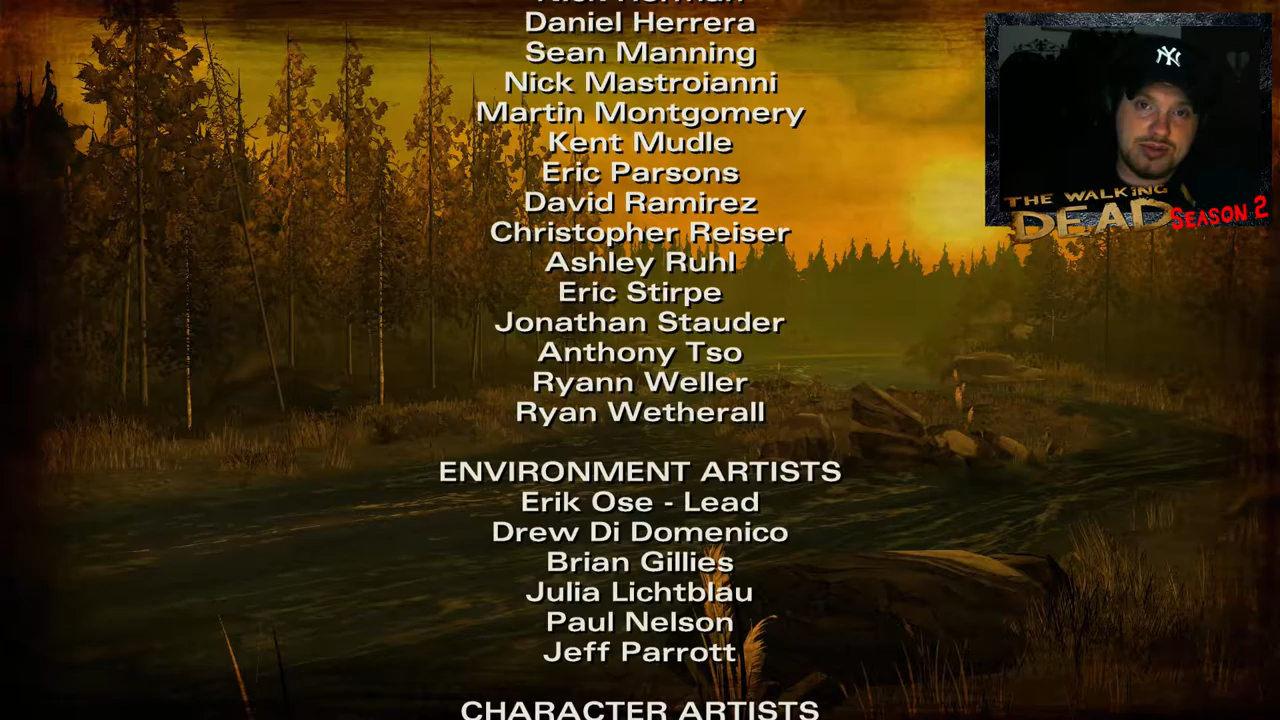 Daniel Herrera
Sean Manning
Nick Mastroianni
Martin Montgomery
Kent Mudle
Eric Parsons
David Ramirez
Christopher Reiser
Ashley Ruhl
Eric Stirpe
Jonathan Stauder
Anthony Tso
Ryann Weller
Ryan Wetherall
ENVIRONMENT ARTISTS
Erik Ose - Lead
Drew Di Domenico
Brian Gillies
Julia Lichtblau
Paul Nelson
Jeff Parrott
CHARACTER ARTISTS
NY
THE WALKING
DEAD SEASON 2